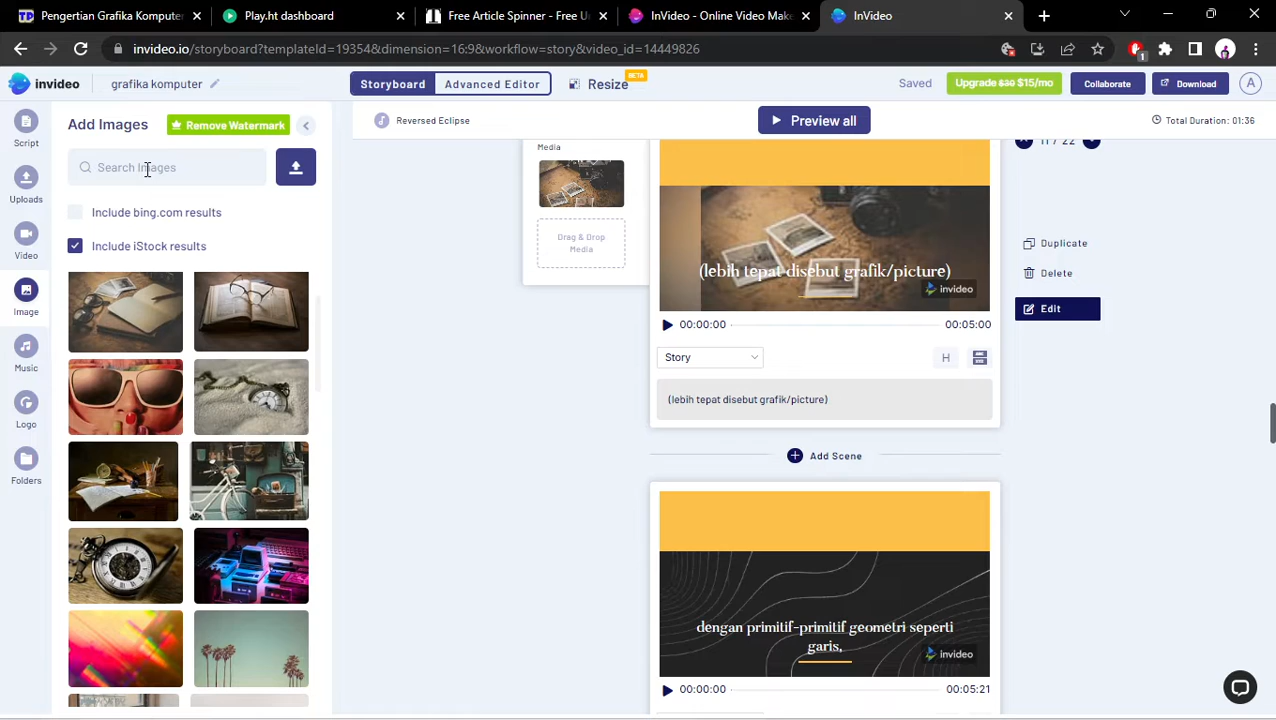 Pengertian Grafika Komputer
Play.ht dashboard
Free Article Spinner - Free U
InVideo - Online Video Make
InVideo
invideo.io/storyboard?templateId=19354&dimension=16:9&workflow=story&video_id=14449826
1
invideo
grafika komputer
Storyboard
Advanced Editor
Resize
BETA
Saved
Upgrade $30 $15/mo
Collaborate
Download
A
Script
Uploads
Video
Image
Music
Logo
Folders
Add Images
Remove Watermark
Search Images
Include bing.com results
Include iStock results
Reversed Eclipse
Preview all
Total Duration: 01:36
Media
Drag & Drop
Media
11 / 22
(lebih tepat disebut grafik/picture)
invideo
00:00:00
00:05:00
Story
H
(lebih tepat disebut grafik/picture)
Duplicate
Delete
Edit
Add Scene
dengan primitif-primitif geometri seperti
garis,
invideo
00:00:00
00:05:21